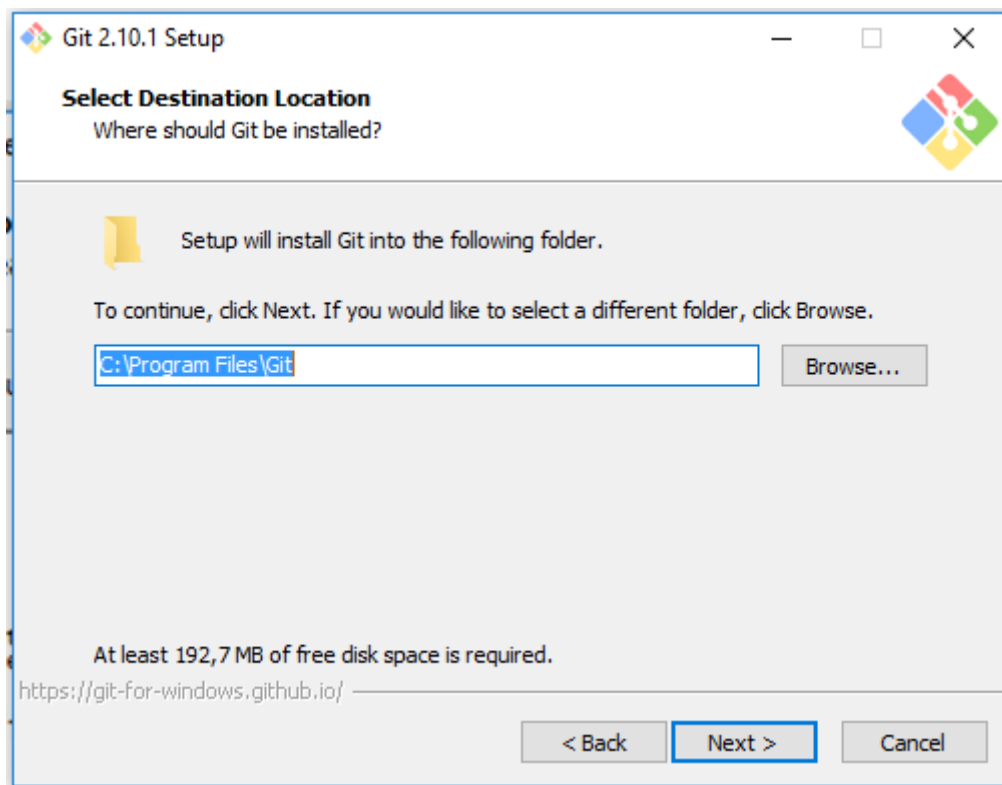 Git 2.10.1 Setup
Select Destination Location
Where should Git be installed?
Setup will install Git into the following folder.
To continue, click Next. If you would like to select a different folder, click Browse.
C:\Program Files\Git
Browse...
At least 192,7 MB of free disk space is required.
https://git-for-windows.github.io/
< Back
Next >
Cancel